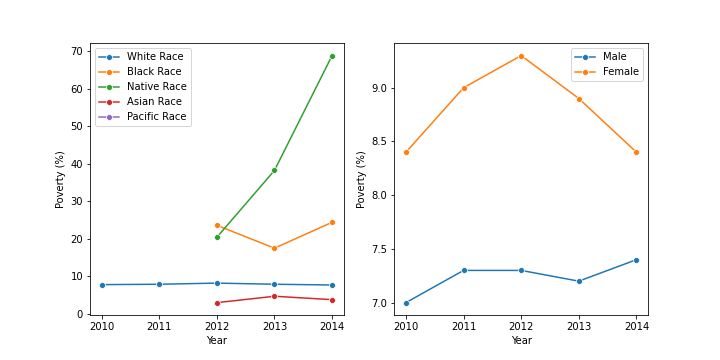 70
60
50
40
30
20
10
0
Poverty (%)
White Race
Black Race
Native Race
Asian Race
Pacific Race
2010 2011 2012 2013 2014
Year
9.0
8.5
8.0
7.5
7.0
Poverty (%)
Male
Female
2010 2011 2012 2013 2014
Year